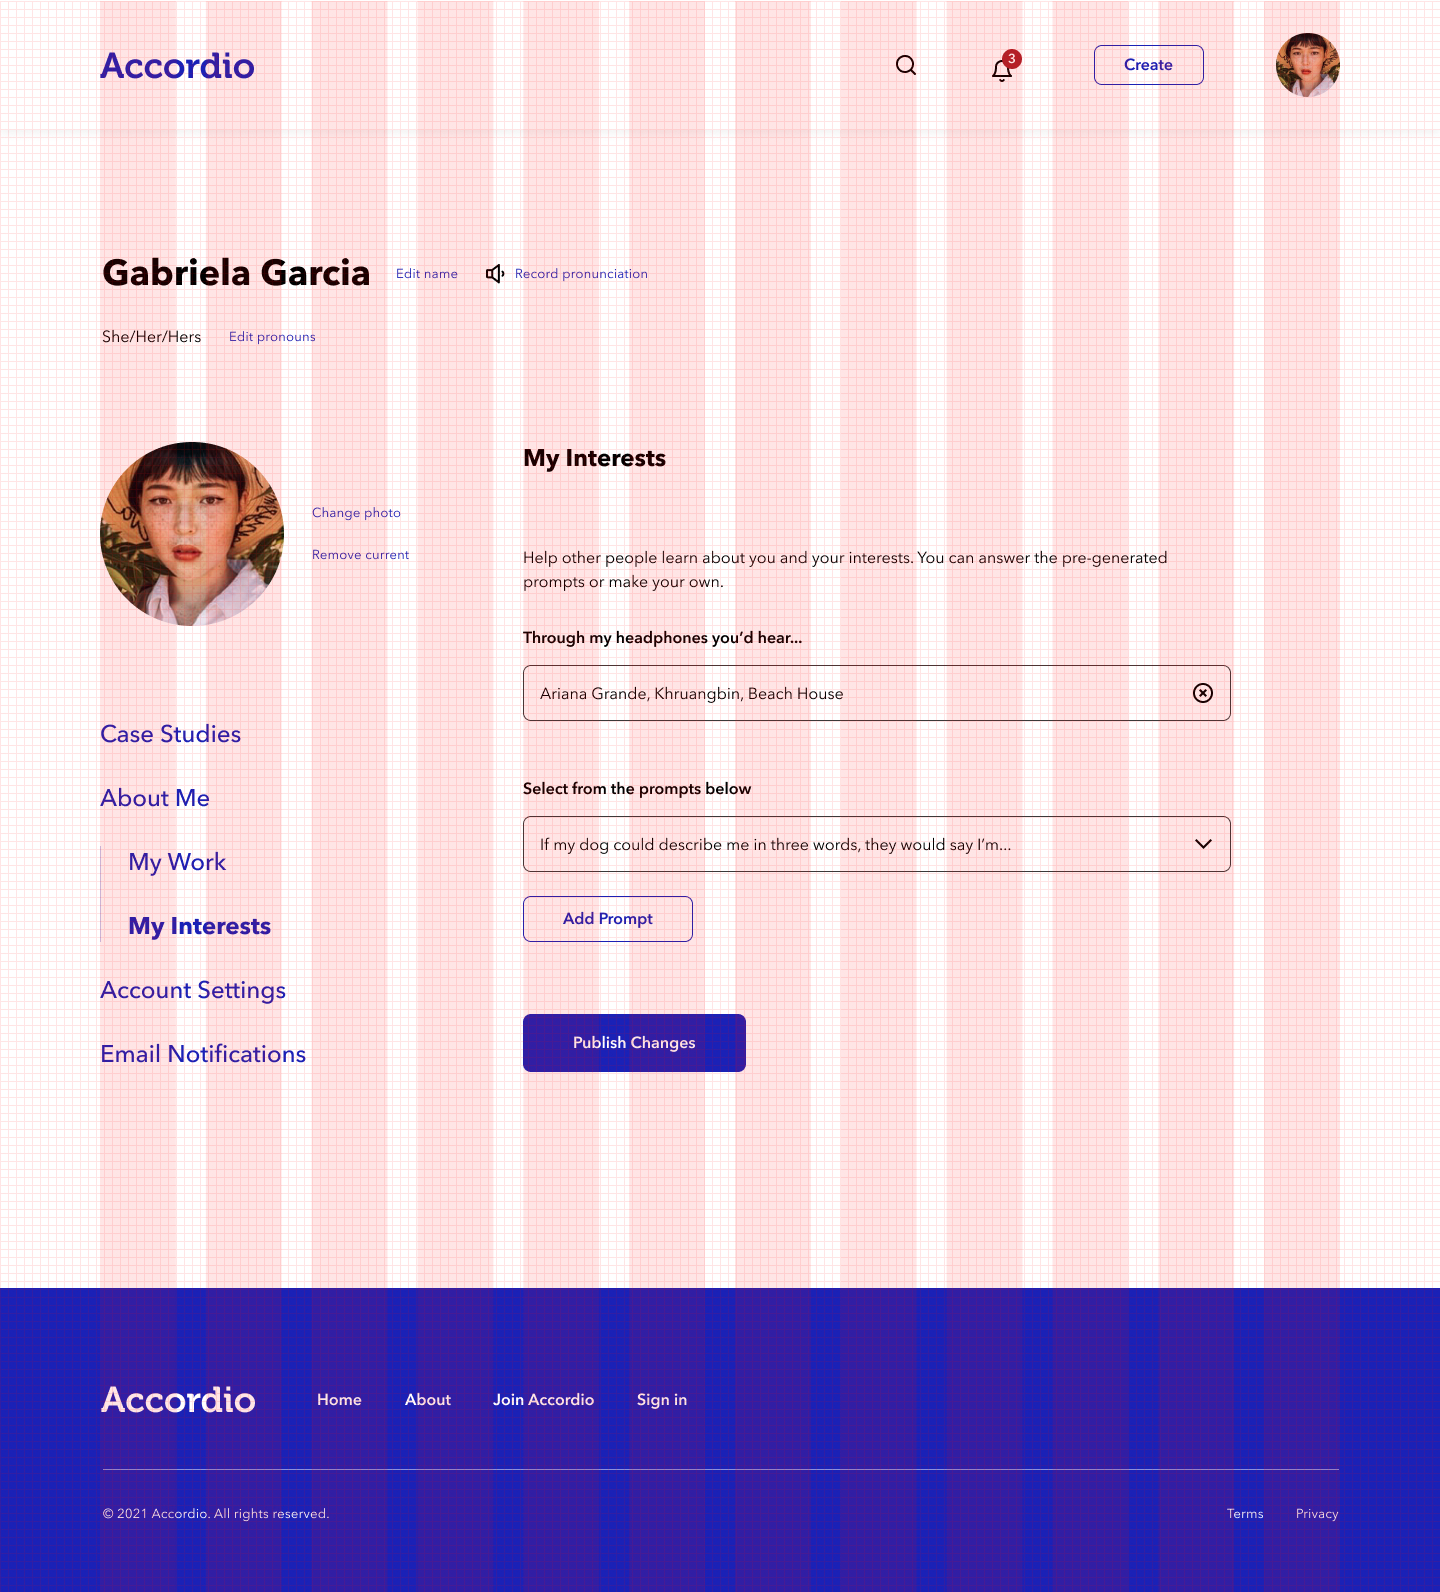 Accordio
3
Create
Gabriela Garcia
Edit name
Record pronunciation
She/Her/Hers
Edit pronouns
Change photo
Remove current
Case Studies
About Me
My Work
My Interests
Account Settings
Email Notifications
My Interests
Help other people learn about you and your interests. You can answer the pre-generated
prompts or make your own.
Through my headphones you’d hear...
Ariana Grande, Khruangbin, Beach House
Select from the prompts below
If my dog could describe me in three words, they would say I’m...
Add Prompt
Publish Changes
Accordio
Home
About
Join Accordio
Sign in
© 2021 Accordio. All rights reserved.
Terms
Privacy